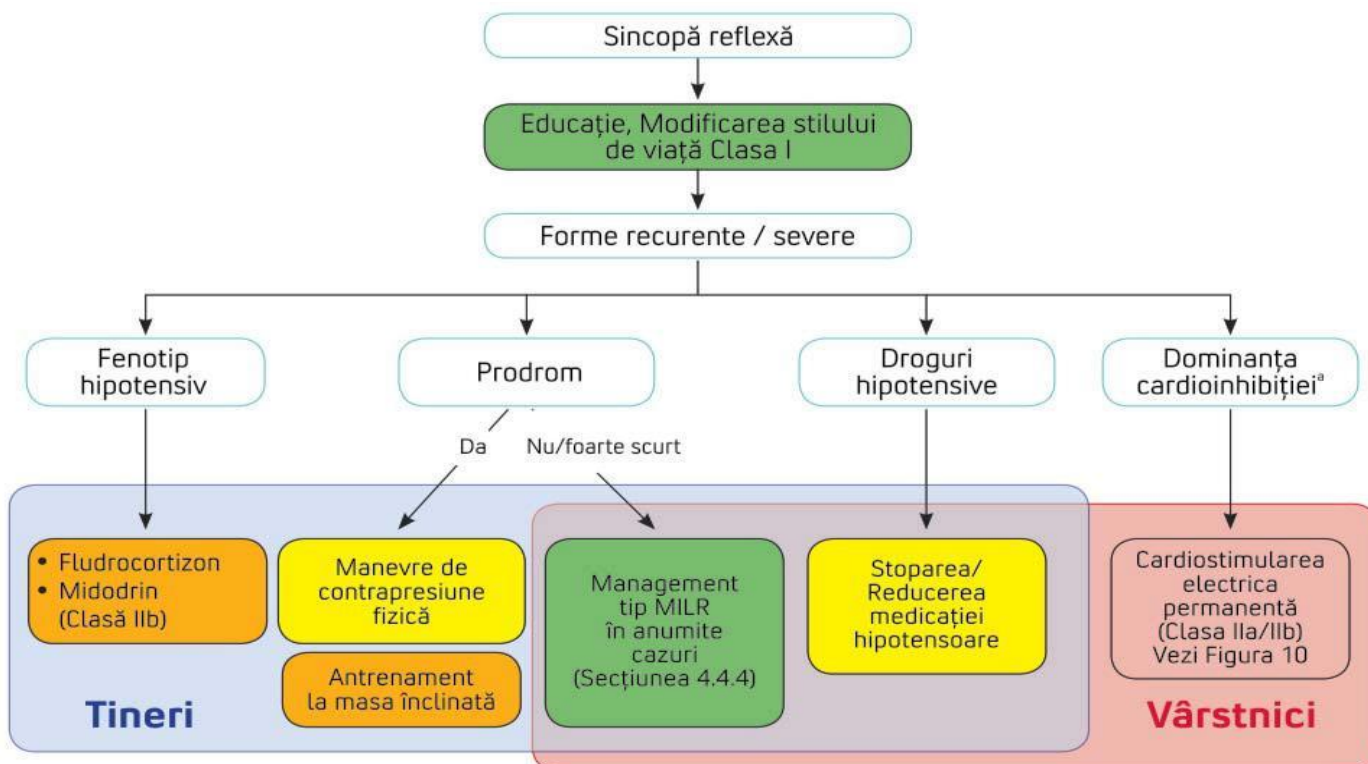 Sincopă reflexă
Educație, Modificarea stilului
de viață Clasa I
Forme recurente / severe
Fenotip
hipotensiv
Prodrom
Droguri
hipotensive
Dominanța
cardioinhibițieiª
Da
Nu/foarte scurt
• Fludrocortizon
• Midodrin
(Clasă IIb)
Manevre de
contrapresiune
fizică
Antrenament
la masa înclinată
Management
tip MILR
în anumite
cazuri
(Secțiunea 4.4.4)
Stoparea/
Reducerea
medicației
hipotensoare
Cardiostimularea
electrica
permanentă
(Clasa IIa/IIb)
Vezi Figura 10
Tineri
Vârstnici